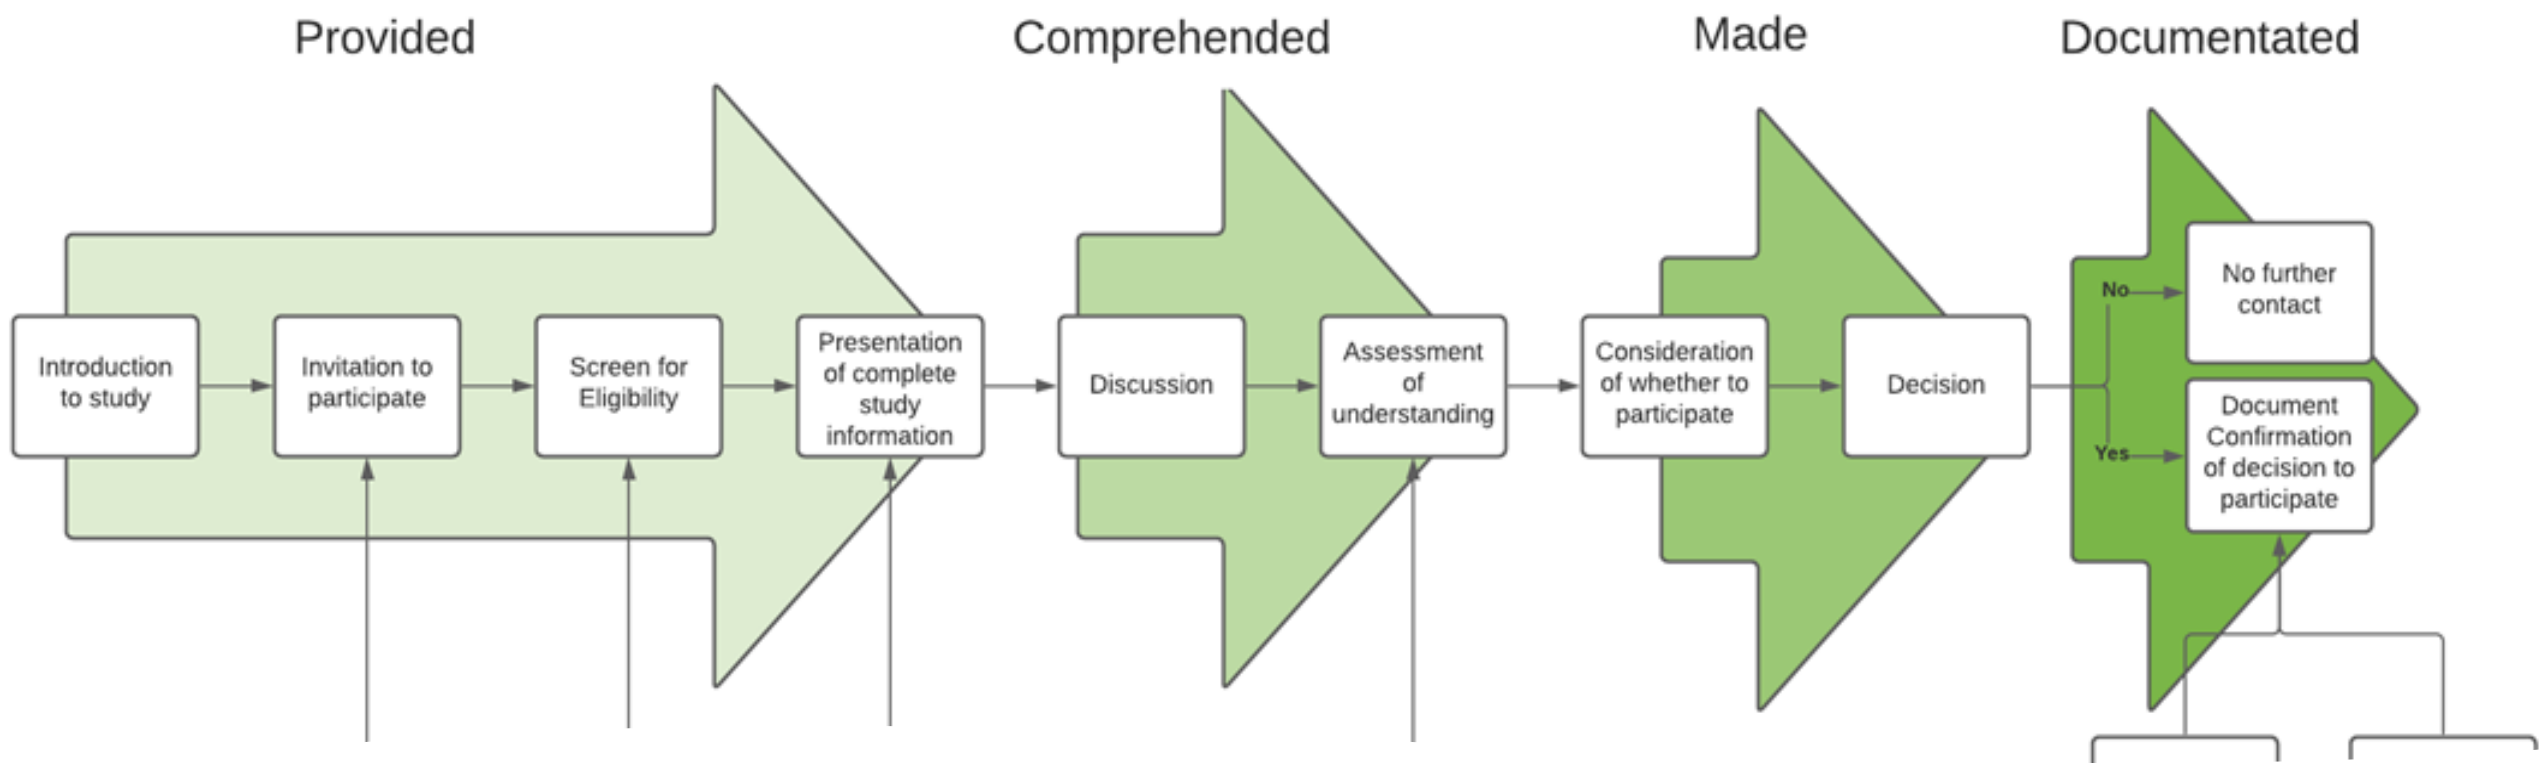 Provided
Comprehended
Made
Documentated
Introduction
to study
Invitation to
participate
Screen for
Eligibility
Presentation
of complete
study
information
Discussion
Assessment
of
understanding
Consideration
of whether to
participate
Decision
No
No further
contact
Yes
Document
Confirmation
of decision to
participate